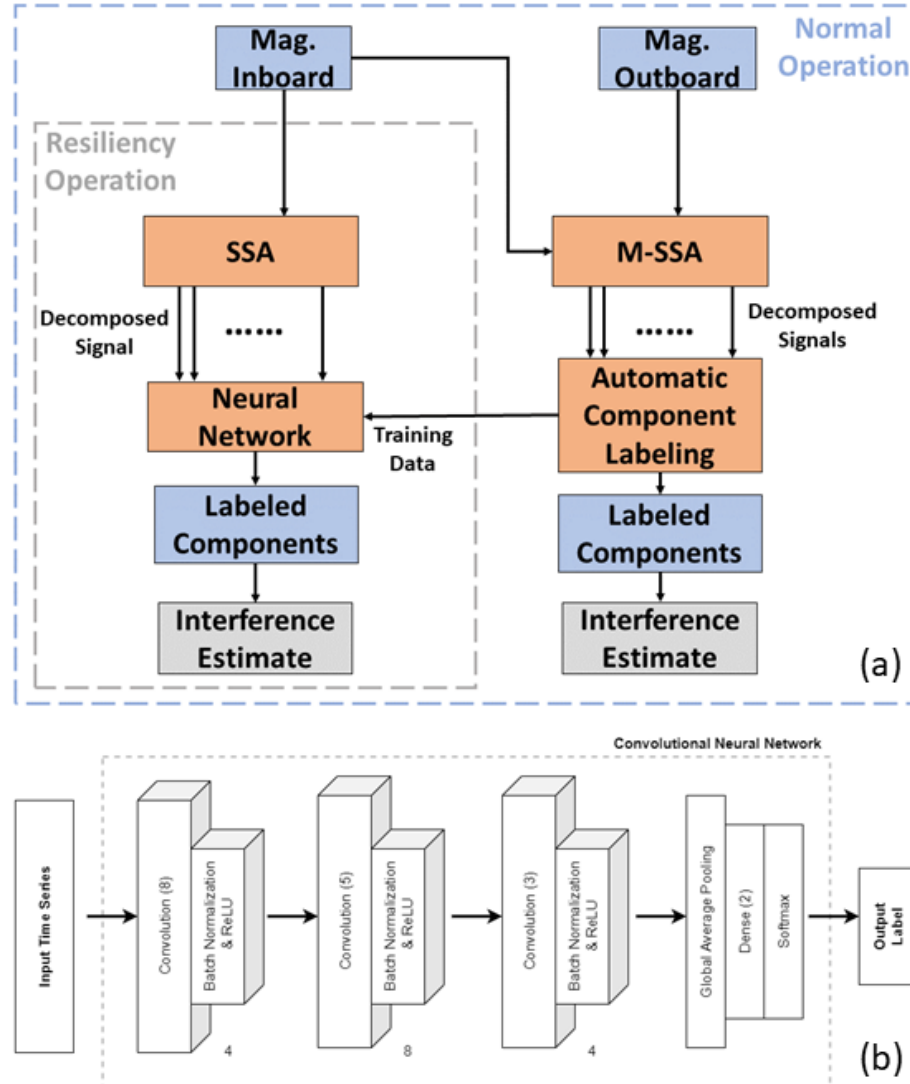 Normal
Operation
Mag.
Inboard
Mag.
Outboard
Resiliency
Operation
SSA
M-SSA
Decomposed
Signal
......
......
Decomposed
Signals
Neural
Network
Training
Data
Automatic
Component
Labeling
Labeled
Components
Labeled
Components
Interference
Estimate
Interference
Estimate
(a)
Convolutional Neural Network
Input Time Series
Convolution (8)
Batch Normalization
& ReLU
4
Convolution (5)
Batch Normalization
& ReLU
8
Convolution (3)
Batch Normalization
& ReLU
4
Global Average Pooling
Dense (2)
Softmax
Output
Label
(b)